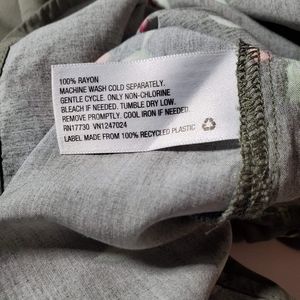 100% RAYON
MACHINE WASH COLD SEPARATELY.
GENTLE CYCLE. ONLY NON-CHLORINE
BLEACH IF NEEDED. TUMBLE DRY LOW.
REMOVE PROMPTLY. COOL IRON IF NEEDED.
RN17730 VN1247024
LABEL MADE FROM 100% RECYCLED PLASTIC